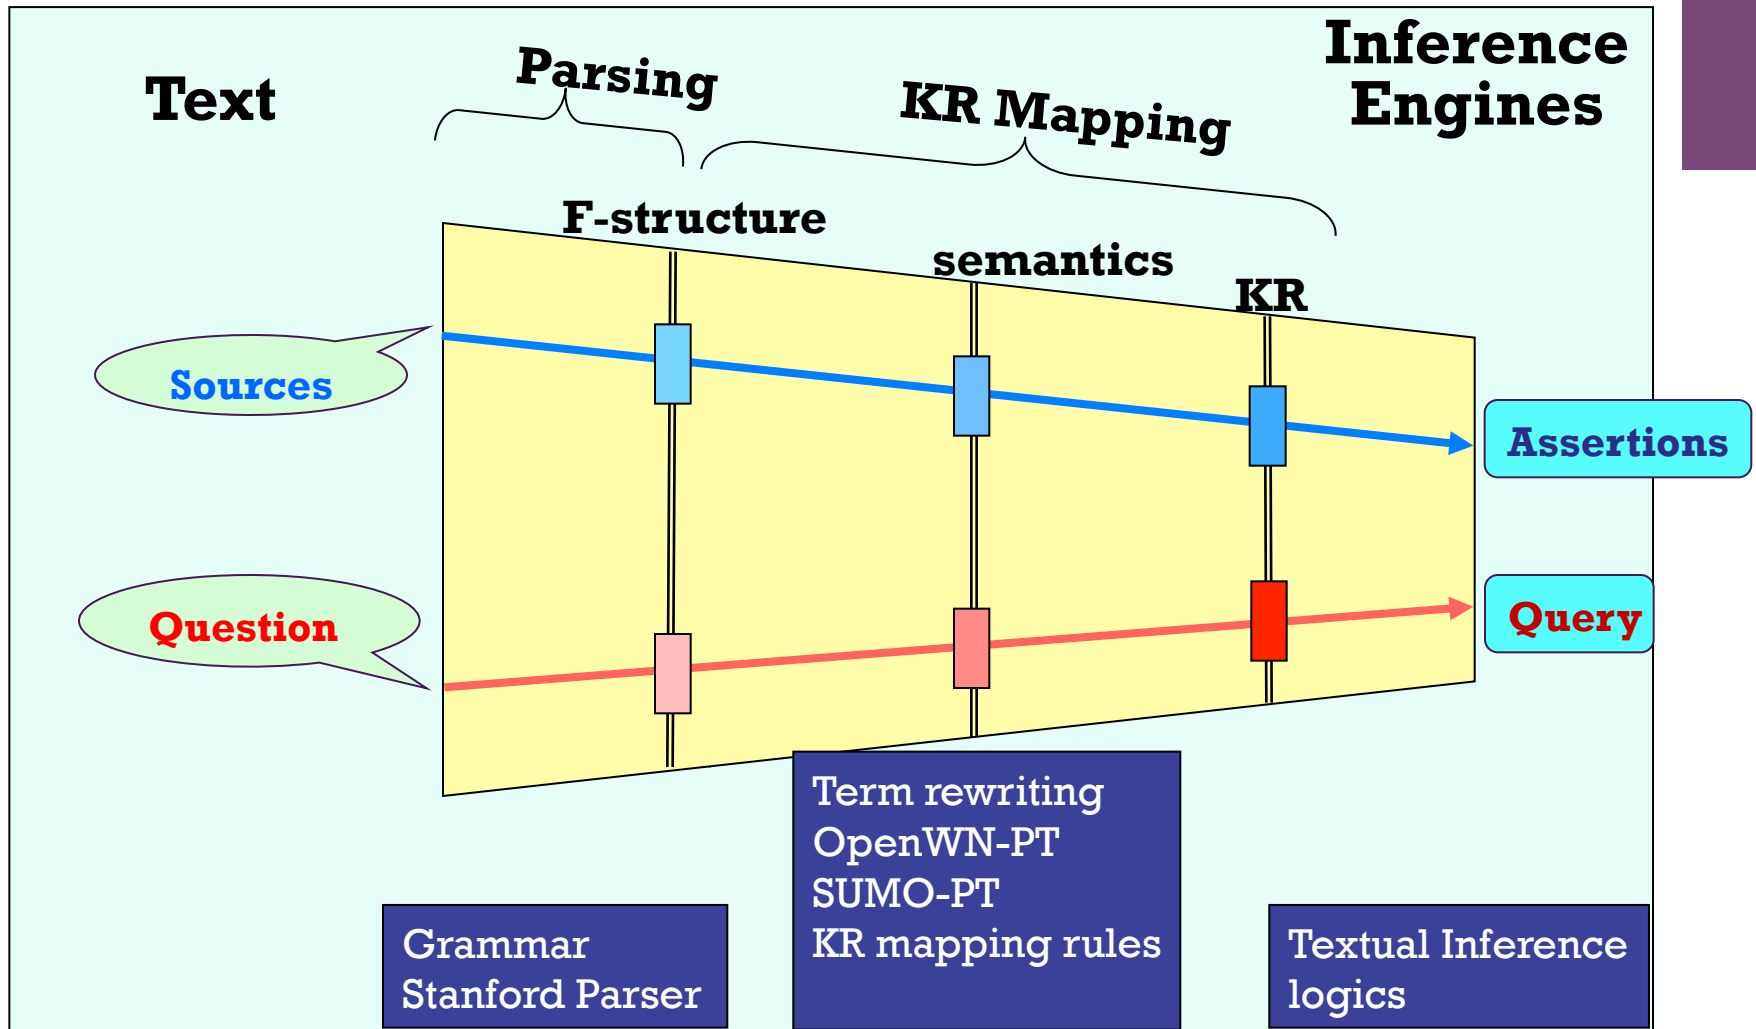 Text
Parsing
KR Mapping
Inference
Engines
F-structure
semantics
KR
Sources
Assertions
Question
Query
Term rewriting
OpenWN-PT
SUMO-PT
KR mapping rules
Grammar
Stanford Parser
Textual Inference
logics